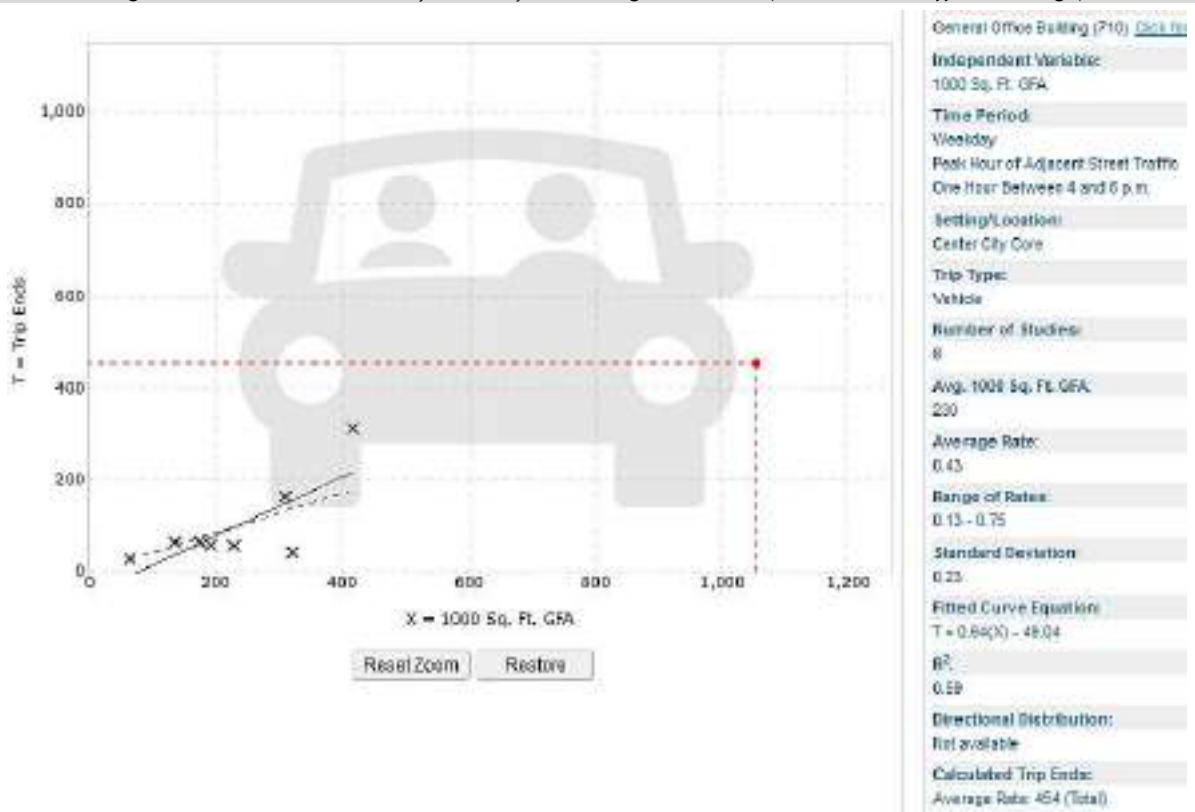 General Office Building (710) Click
Independent Variable:
1000 Sq. Ft. GFA
Time Period:
Weekday
Peak Hour of Adjacent Street Traffic
One Hour Between 4 and 6 p.m.
Setting/Location:
Center City Core
Trip Type:
Vehicle
Number of Studies:
8
Avg. 1000 Sq. Ft. GFA:
230
Average Rate:
0.43
Range of Rates:
0.13 - 0.75
Standard Deviation:
0.23
Fitted Curve Equation:
T = 0.64(X) - 49.04
R²:
0.59
Directional Distribution:
Not available
Calculated Trip Ends:
Average Rate: 454 (Total)
T = Trip Ends
1,000
800
600
400
200
0
0 200 400 600 800 1,000 1,200
X = 1000 Sq. Ft. GFA
Reset Zoom Restore